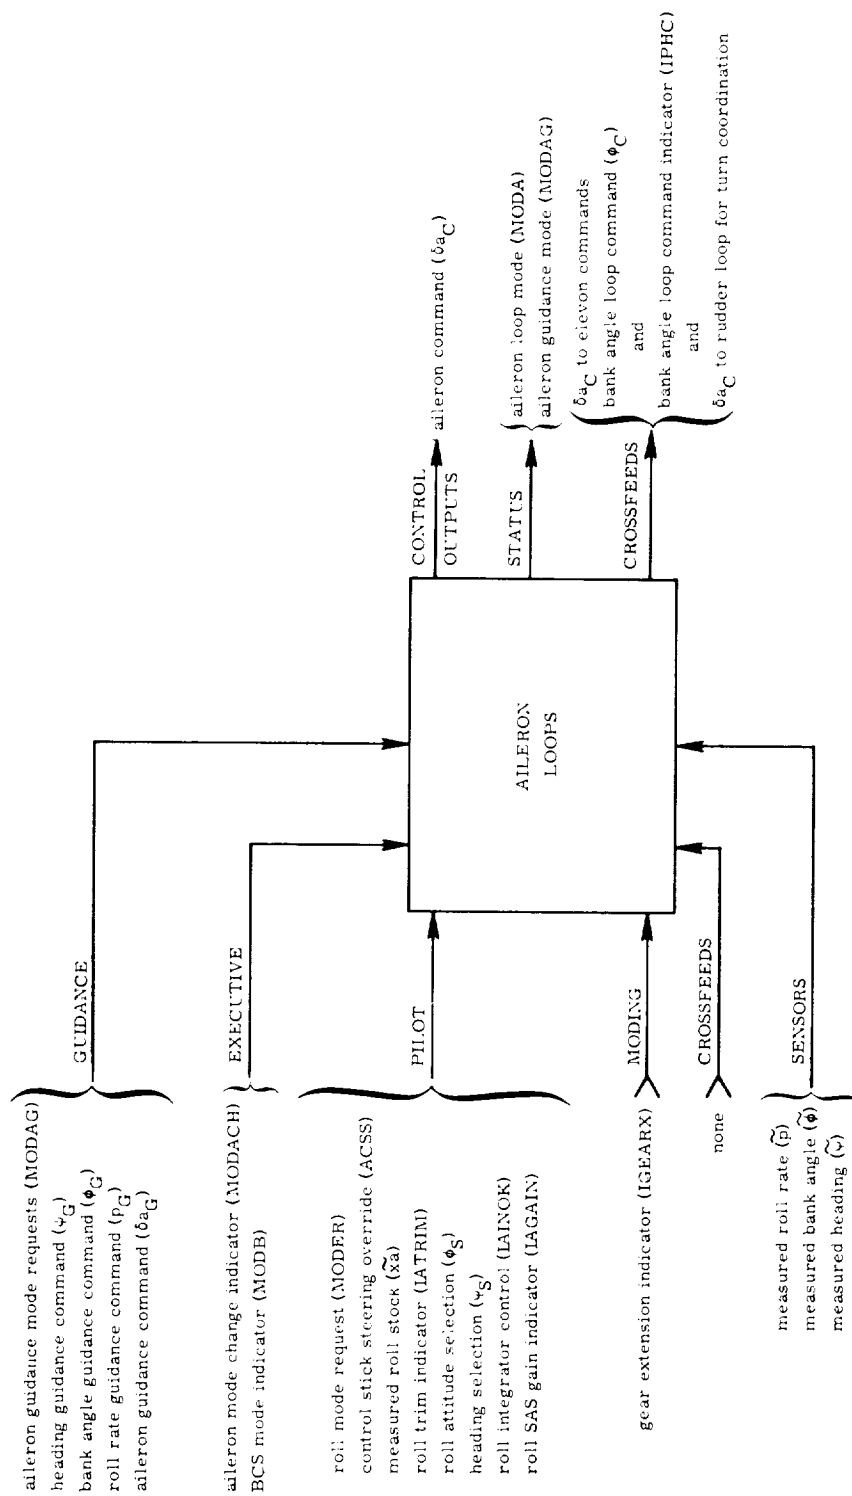 aileron guidance mode requests (MODAG)
heading guidance command (ψG)
bank angle guidance command (φG)
roll rate guidance command (pG)
aileron guidance command (δaG)
GUIDANCE
aileron mode change indicator (MODACH)
BCS mode indicator (MODB)
EXECUTIVE
roll mode request (MODER)
control stick steering override (ACSS)
measured roll stock (x̃a)
roll trim indicator (IATRIM)
roll attitude selection (φS)
heading selection (ψS)
roll integrator control (IAINOK)
roll SAS gain indicator (IAGAIN)
PILOT
gear extension indicator (IGEARX)
MODING
none
CROSSFEEDS
measured roll rate (p̃)
measured bank angle (φ̃)
measured heading (ψ̃)
SENSORS
AILERON
LOOPS
CONTROL
OUTPUTS
aileron command (δaC)
STATUS
aileron loop mode (MODA)
aileron guidance mode (MODAG)
CROSSFEEDS
δaC to elevon commands
bank angle loop command (φC)
and
bank angle loop command indicator (IPHC)
and
δaC to rudder loop for turn coordination